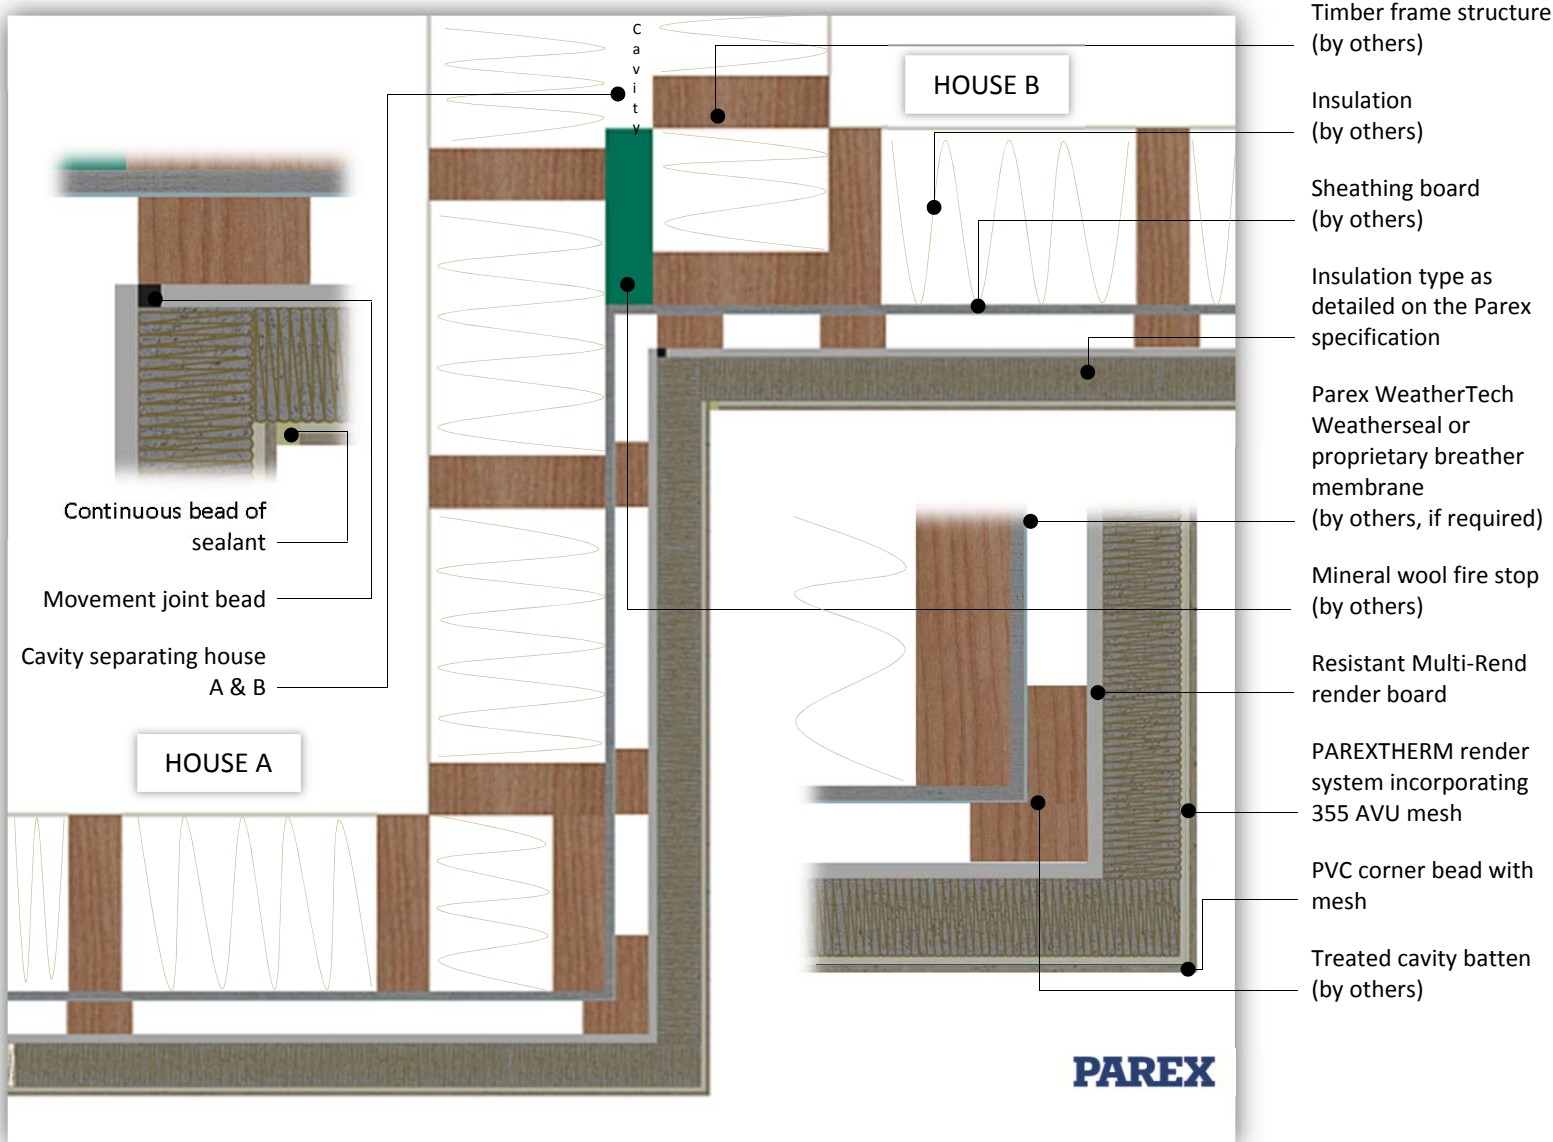 Cavity
HOUSE B
Continuous bead of
sealant
Movement joint bead
Cavity separating house
A & B
HOUSE A
PAREX
Timber frame structure
(by others)
Insulation
(by others)
Sheathing board
(by others)
Insulation type as
detailed on the Parex
specification
Parex WeatherTech
Weatherseal or
proprietary breather
membrane
(by others, if required)
Mineral wool fire stop
(by others)
Resistant Multi-Rend
render board
PAREXTHERM render
system incorporating
355 AVU mesh
PVC corner bead with
mesh
Treated cavity batten
(by others)